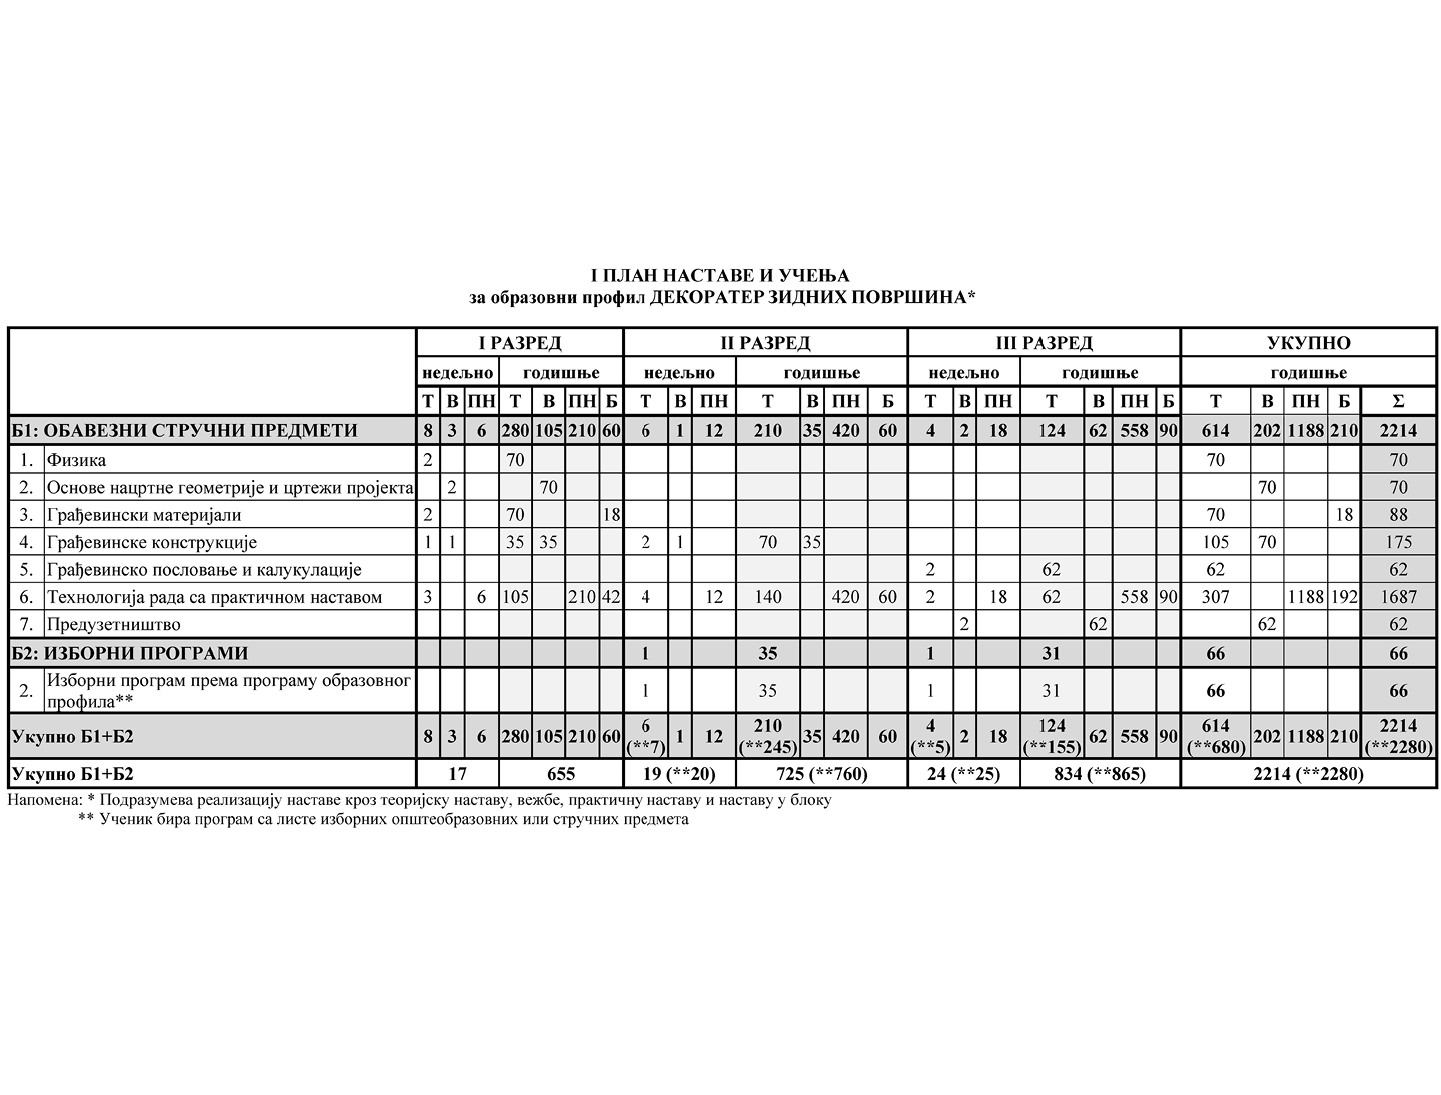 I ПЛАН НАСТАВЕ И УЧЕЊА
за образовни профил ДЕКОРАТЕР ЗИДНИХ ПОВРШИНА*
I РАЗРЕД II РАЗРЕД III РАЗРЕД УКУПНО
недељно годишње недељно годишње недељно годишње годишње
Т В ПН Т В ПН Б Т В ПН Т В ПН Б Т В ПН Т В ПН Б Т В ПН Б Σ
Б1: ОБАВЕЗНИ СТРУЧНИ ПРЕДМЕТИ 8 3 6 280 105 210 60 6 1 12 210 35 420 60 4 2 18 124 62 558 90 614 202 1188 210 2214
1. Физика 2 70 70 70
2. Основе нацртне геометрије и цртежи пројекта 2 70 70 70
3. Грађевински материјали 2 70 18 70 18 88
4. Грађевинске конструкције 1 1 35 35 2 1 70 35 105 70 175
5. Грађевинско пословање и калукулације 2 62 62 62
6. Технологија рада са практичном наставом 3 6 105 210 42 4 12 140 420 60 2 18 62 558 90 307 1188 192 1687
7. Предузетништво 2 62 62 62
Б2: ИЗБОРНИ ПРОГРАМИ 1 35 1 31 66 66
2. Изборни програм према програму образовног
профила** 1 35 1 31 66 66
Укупно Б1+Б2 8 3 6 280 105 210 60 6 (**7) 1 12 210 (**245) 35 420 60 4 (**5) 2 18 124 (**155) 62 558 90 614 (**680) 202 1188 210 2214 (**2280)
Укупно Б1+Б2 17 655 19 (**20) 725 (**760) 24 (**25) 834 (**865) 2214 (**2280)
Напомена: * Подразумева реализацију наставе кроз теоријску наставу, вежбе, практичну наставу и наставу у блоку
** Ученик бира програм са листе изборних општеобразовних или стручних предмета